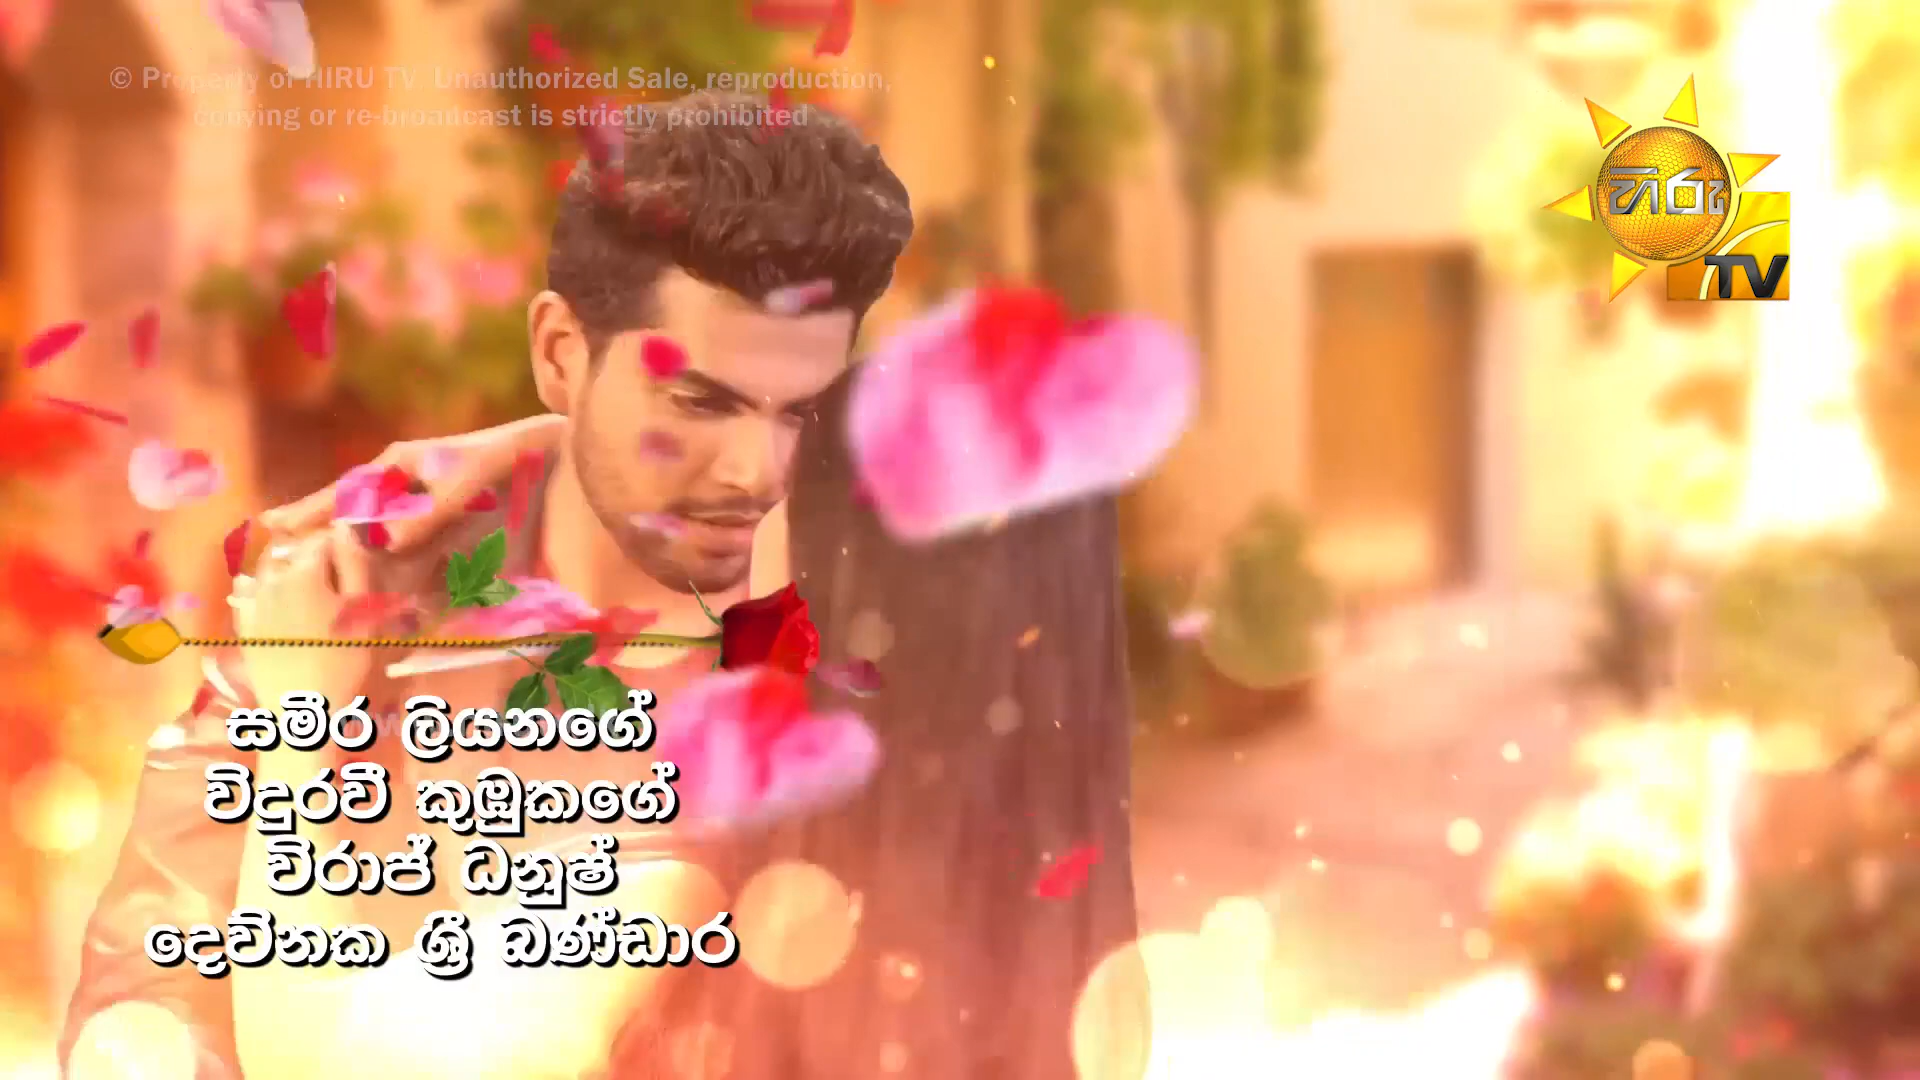 © Property of HIRU TV. Unauthorized Sale, reproduction,
copying or re-broadcast is strictly prohibited
හිරු
TV
සමීර ලියනගේ
විදුරවී කුඹුකගේ
විරාජ් ධනුෂ්
දෙව්නක ශ්‍රී බණ්ඩාර